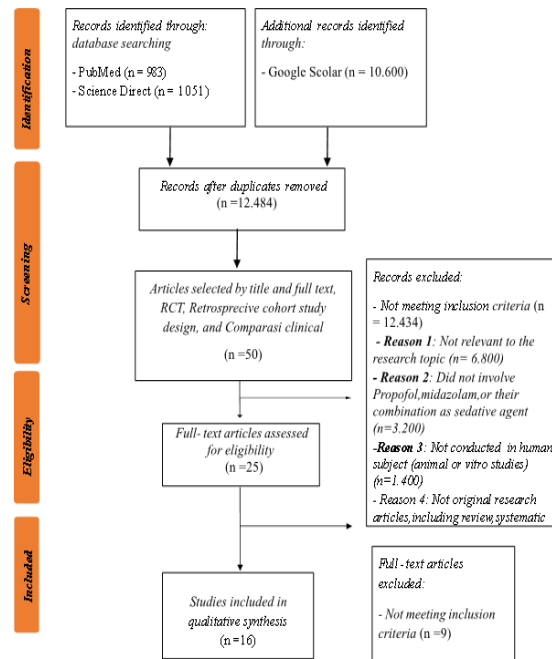 Identification
Records identified through:
database searching
- PubMed (n = 983)
- Science Direct (n = 1051)
Additional records identified
through:
- Google Scolar (n = 10.600)
Screening
Records after duplicates removed
(n =12.484)
Articles selected by title and full text,
RCT, Retrosprecive cohort study
design, and Comparasi clinical
(n =50)
Records excluded:
- Not meeting inclusion criteria (n
= 12.434)
- Reason 1: Not relevant to the
research topic (n= 6.800)
- Reason 2: Did not involve
Propofol,midazolam,or their
combination as sedative agent
(n=3.200)
-Reason 3: Not conducted in human
subject (animal or vitro studies)
(n=1.400)
- Reason 4: Not original research
articles,including review,systematic
Eligibility
Full- text articles assessed
for eligibility
(n =25)
Included
Studies included in
qualitative synthesis
(n=16)
Full - text articles
excluded:
- Not meeting inclusion
criteria (n =9)